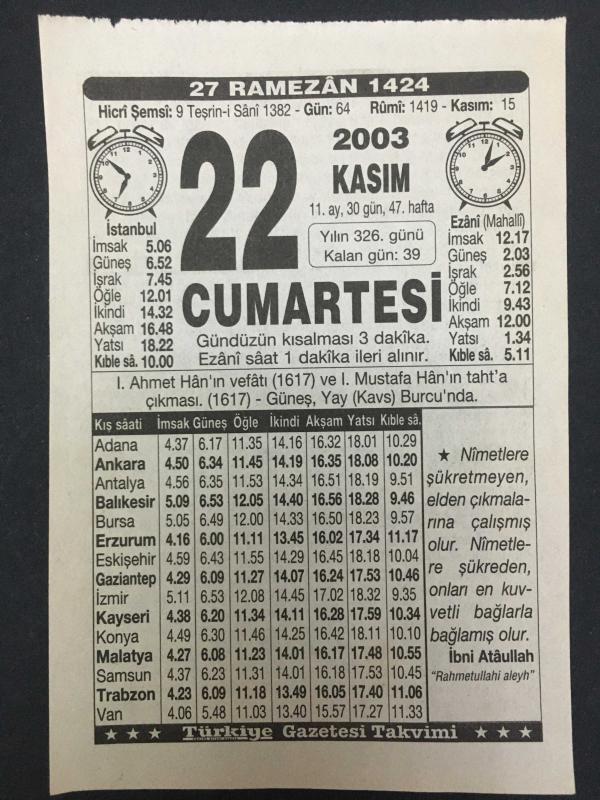 27 RAMEZÂN 1424
Hicrî Şemsî: 9 Teşrin-i Sânî 1382 - Gün: 64 Rûmî: 1419 - Kasım: 15
22
2003
KASIM
11. ay, 30 gün, 47. hafta
Yılın 326. günü
Kalan gün: 39
CUMARTESİ
Gündüzün kısalması 3 dakîka.
Ezânî sâat 1 dakîka ileri alınır.
İstanbul
İmsak 5.06
Güneş 6.52
İşrak 7.45
Öğle 12.01
İkindi 14.32
Akşam 16.48
Yatsı 18.22
Kıble sâ. 10.00
Ezânî (Mahallî)
İmsak 12.17
Güneş 2.03
İşrak 2.56
Öğle 7.12
İkindi 9.43
Akşam 12.00
Yatsı 1.34
Kıble sâ. 5.11
I. Ahmet Hân'ın vefâtı (1617) ve I. Mustafa Hân'ın taht'a
çıkması. (1617) - Güneş, Yay (Kavs) Burcu'nda.
Kış sâati İmsak Güneş Öğle İkindi Akşam Yatsı Kıble sâ.
Adana 4.37 6.17 11.35 14.16 16.32 18.01 10.29
Ankara 4.50 6.34 11.45 14.19 16.35 18.08 10.20
Antalya 4.56 6.35 11.53 14.34 16.51 18.19 9.51
Balıkesir 5.09 6.53 12.05 14.40 16.56 18.28 9.46
Bursa 5.05 6.49 12.00 14.33 16.50 18.23 9.57
Erzurum 4.16 6.00 11.11 13.45 16.02 17.34 11.17
Eskişehir 4.59 6.43 11.55 14.29 16.45 18.18 10.04
Gaziantep 4.29 6.09 11.27 14.07 16.24 17.53 10.46
İzmir 5.11 6.53 12.08 14.45 17.02 18.32 9.35
Kayseri 4.38 6.20 11.34 14.11 16.28 17.59 10.34
Konya 4.49 6.30 11.46 14.25 16.42 18.11 10.10
Malatya 4.27 6.08 11.23 14.01 16.17 17.48 10.55
Samsun 4.37 6.23 11.31 14.01 16.18 17.53 10.45
Trabzon 4.23 6.09 11.18 13.49 16.05 17.40 11.06
Van 4.06 5.48 11.03 13.40 15.57 17.27 11.33
★ Nîmetlere
şükretmeyen,
elden çıkmala-
rına çalışmış
olur. Nîmetle-
re şükreden,
onları en kuv-
vetli bağlarla
bağlamış olur.
İbni Atâullah
"Rahmetullahi aleyh"
★ ★ ★ Türkiye Gazetesi Takvimi ★ ★ ★